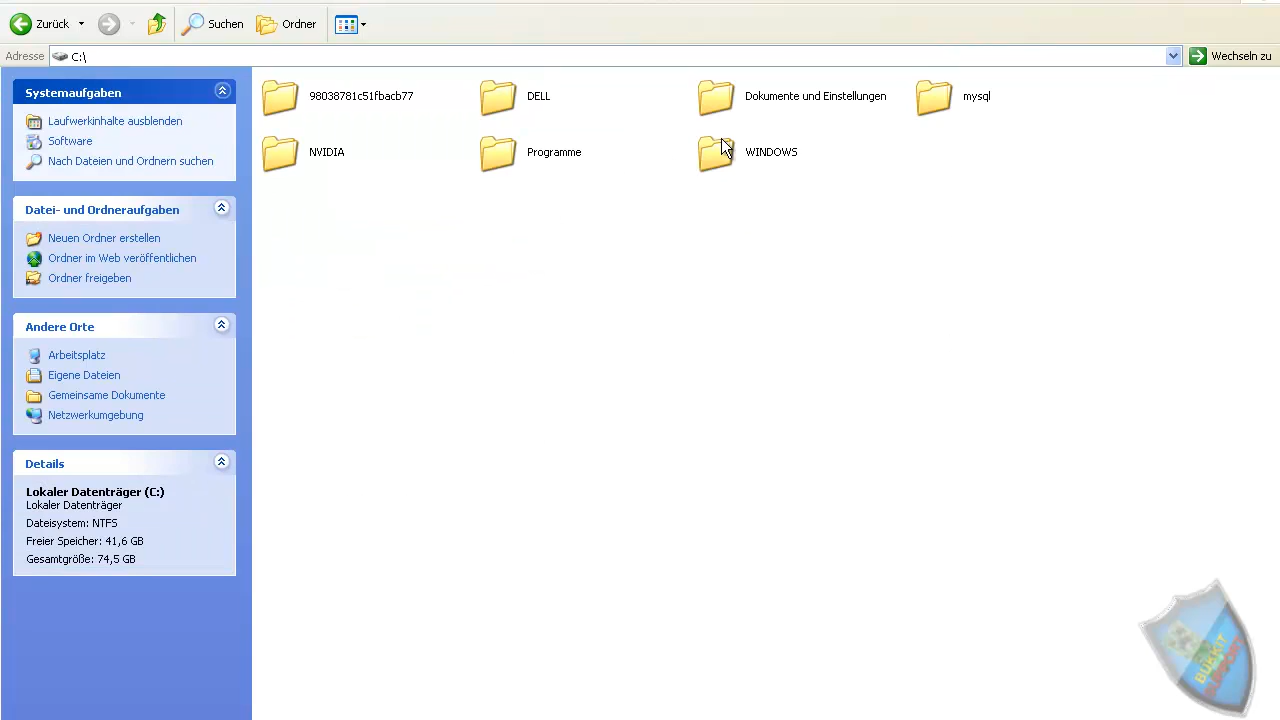 Zurück
Suchen
Ordner
Adresse
C:\
Wechseln zu
Systemaufgaben
Laufwerkinhalte ausblenden
Software
Nach Dateien und Ordnern suchen
Datei- und Ordneraufgaben
Neuen Ordner erstellen
Ordner im Web veröffentlichen
Ordner freigeben
Andere Orte
Arbeitsplatz
Eigene Dateien
Gemeinsame Dokumente
Netzwerkumgebung
Details
Lokaler Datenträger (C:)
Lokaler Datenträger
Dateisystem: NTFS
Freier Speicher: 41,6 GB
Gesamtgröße: 74,5 GB
98038781c51fbacb77
DELL
Dokumente und Einstellungen
mysql
NVIDIA
Programme
WINDOWS
BUKKIT